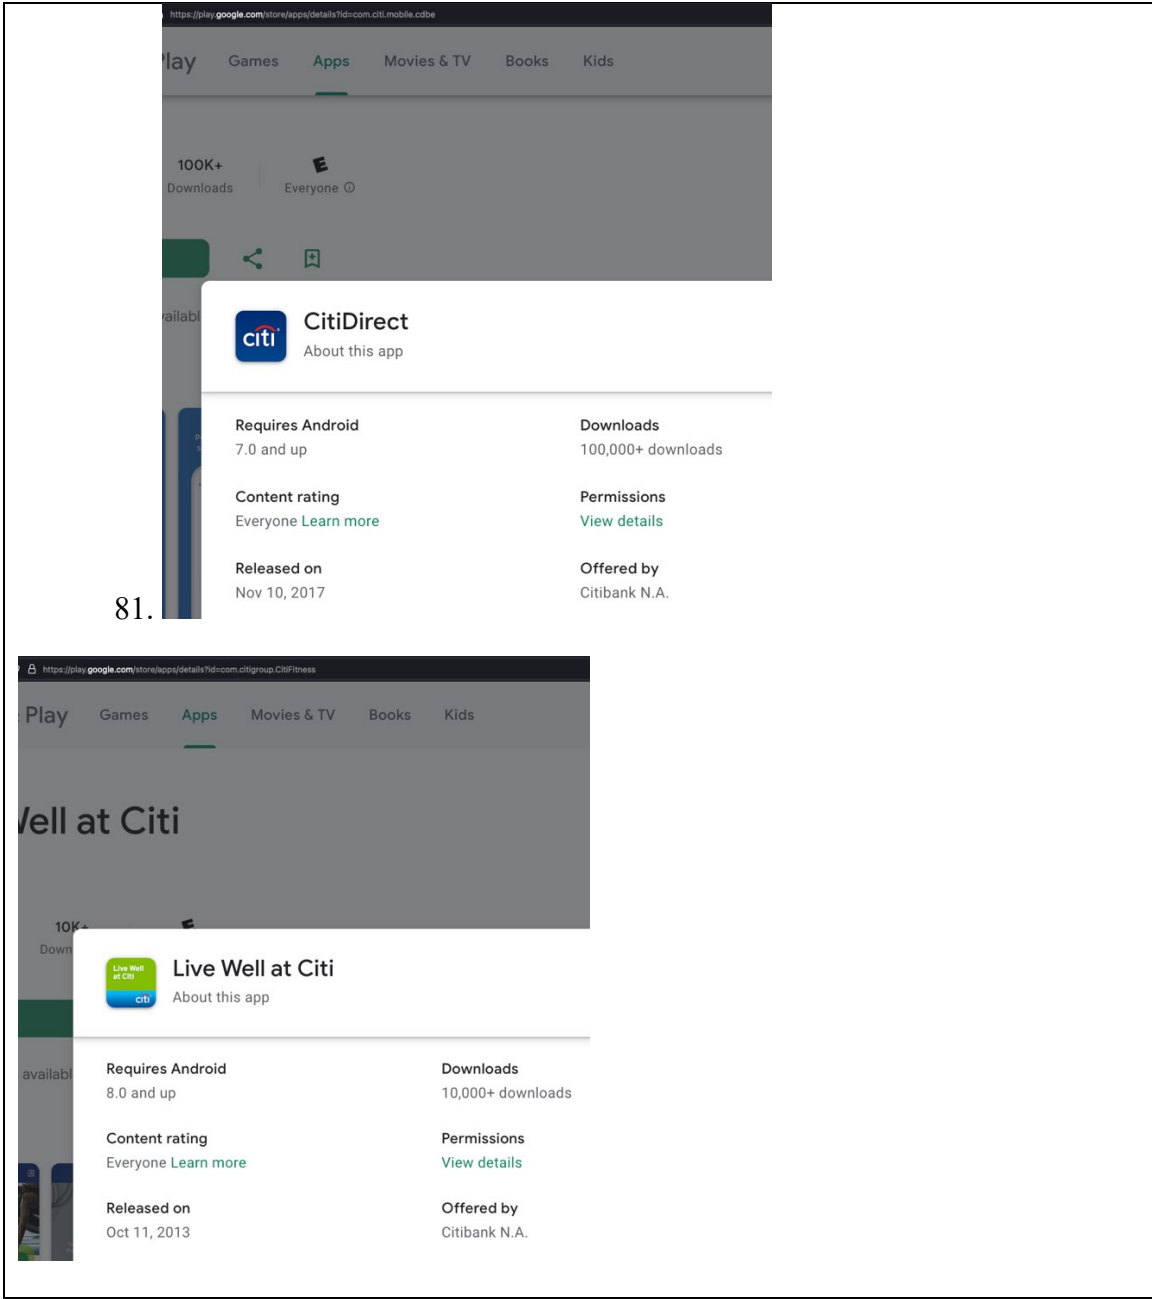 https://play.google.com/store/apps/details?id=com.citi.mobile.cdbe
Play Games Apps Movies & TV Books Kids
100K+
Downloads Everyone
citi
CitiDirect
About this app
Requires Android Downloads
7.0 and up 100,000+ downloads
Content rating Permissions
Everyone Learn more View details
Released on Offered by
Nov 10, 2017 Citibank N.A.
81.
https://play.google.com/store/apps/details?id=com.citigroup.CitiFitness
Play Games Apps Movies & TV Books Kids
Well at Citi
10K+
Down
Live Well
at Citi
citi
Live Well at Citi
About this app
Requires Android Downloads
availabl
8.0 and up 10,000+ downloads
Content rating Permissions
Everyone Learn more View details
Released on Offered by
Oct 11, 2013 Citibank N.A.